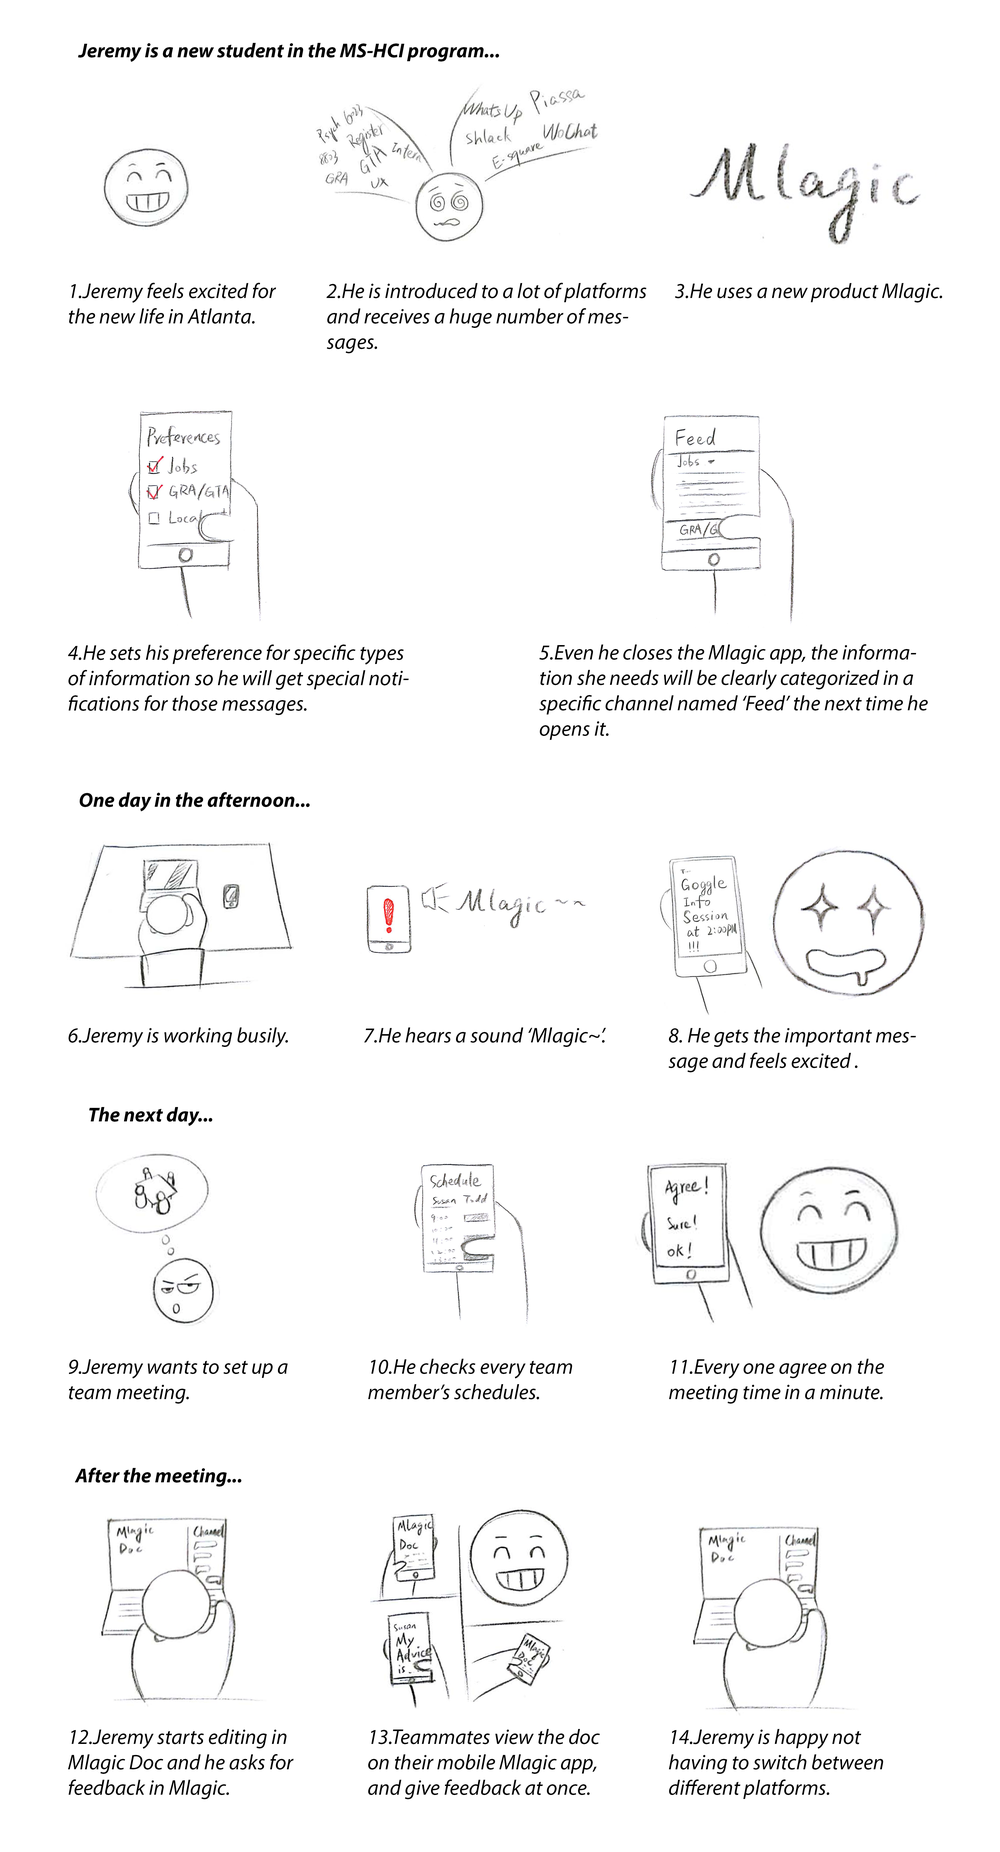 Jeremy is a new student in the MS-HCI program...
Psych 6023
8803
Register
GTA
Intern
GRA
UX
WhatsUp
Piassa
Shlack
WoChat
E-square
Mlagic
1.Jeremy feels excited for
the new life in Atlanta.
2.He is introduced to a lot of platforms
and receives a huge number of mes-
sages.
3.He uses a new product Mlagic.
Preferences
Jobs
GRA/GTA
Local
Feed
Jobs
GRA/G
4.He sets his preference for specific types
of information so he will get special noti-
fications for those messages.
5.Even he closes the Mlagic app, the informa-
tion she needs will be clearly categorized in a
specific channel named ‘Feed’ the next time he
opens it.
One day in the afternoon...
!
Mlagic ~~
Goggle
Info
Session
at 2:00PM
!!!
6.Jeremy is working busily.
7.He hears a sound ‘Mlagic~’.
8. He gets the important mes-
sage and feels excited .
The next day...
Schedule
Susan Todd
9:00
Agree!
Sure!
ok!
9.Jeremy wants to set up a
team meeting.
10.He checks every team
member’s schedules.
11.Every one agree on the
meeting time in a minute.
After the meeting...
Mlagic
Doc
Channel
Mlagic
Doc
Susan
My
Advice
is
Mlagic
Doc
Mlagic
Doc
Channel
12.Jeremy starts editing in
Mlagic Doc and he asks for
feedback in Mlagic.
13.Teammates view the doc
on their mobile Mlagic app,
and give feedback at once.
14.Jeremy is happy not
having to switch between
different platforms.